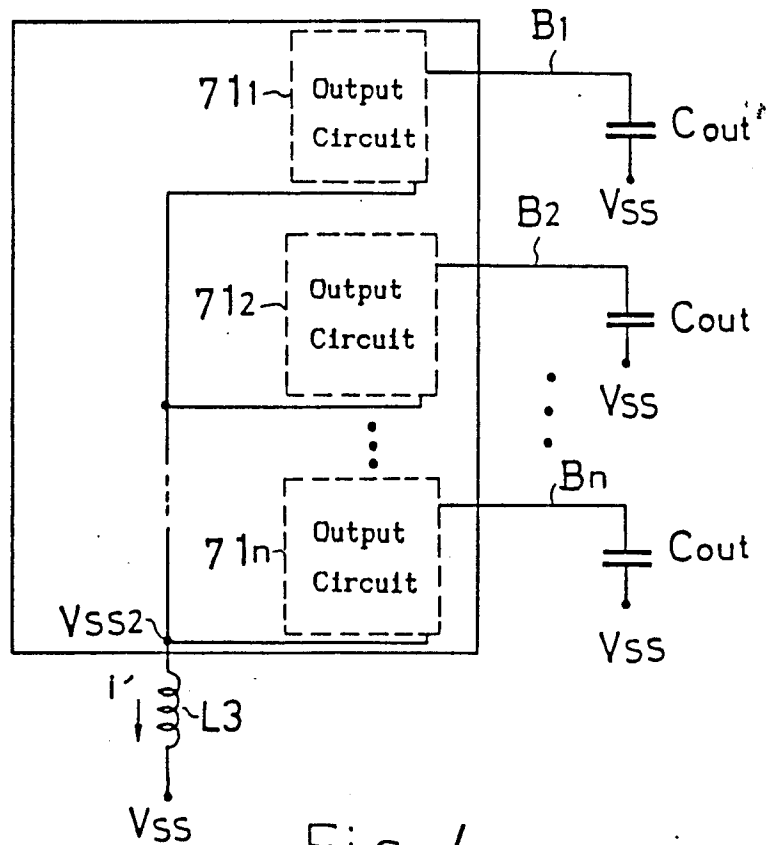 B1
711
Output
Circuit
Cout
VSS
B2
712
Output
Circuit
Cout
VSS
Bn
71n
Output
Circuit
Cout
VSS2
VSS
i'
L3
VSS
Fig.